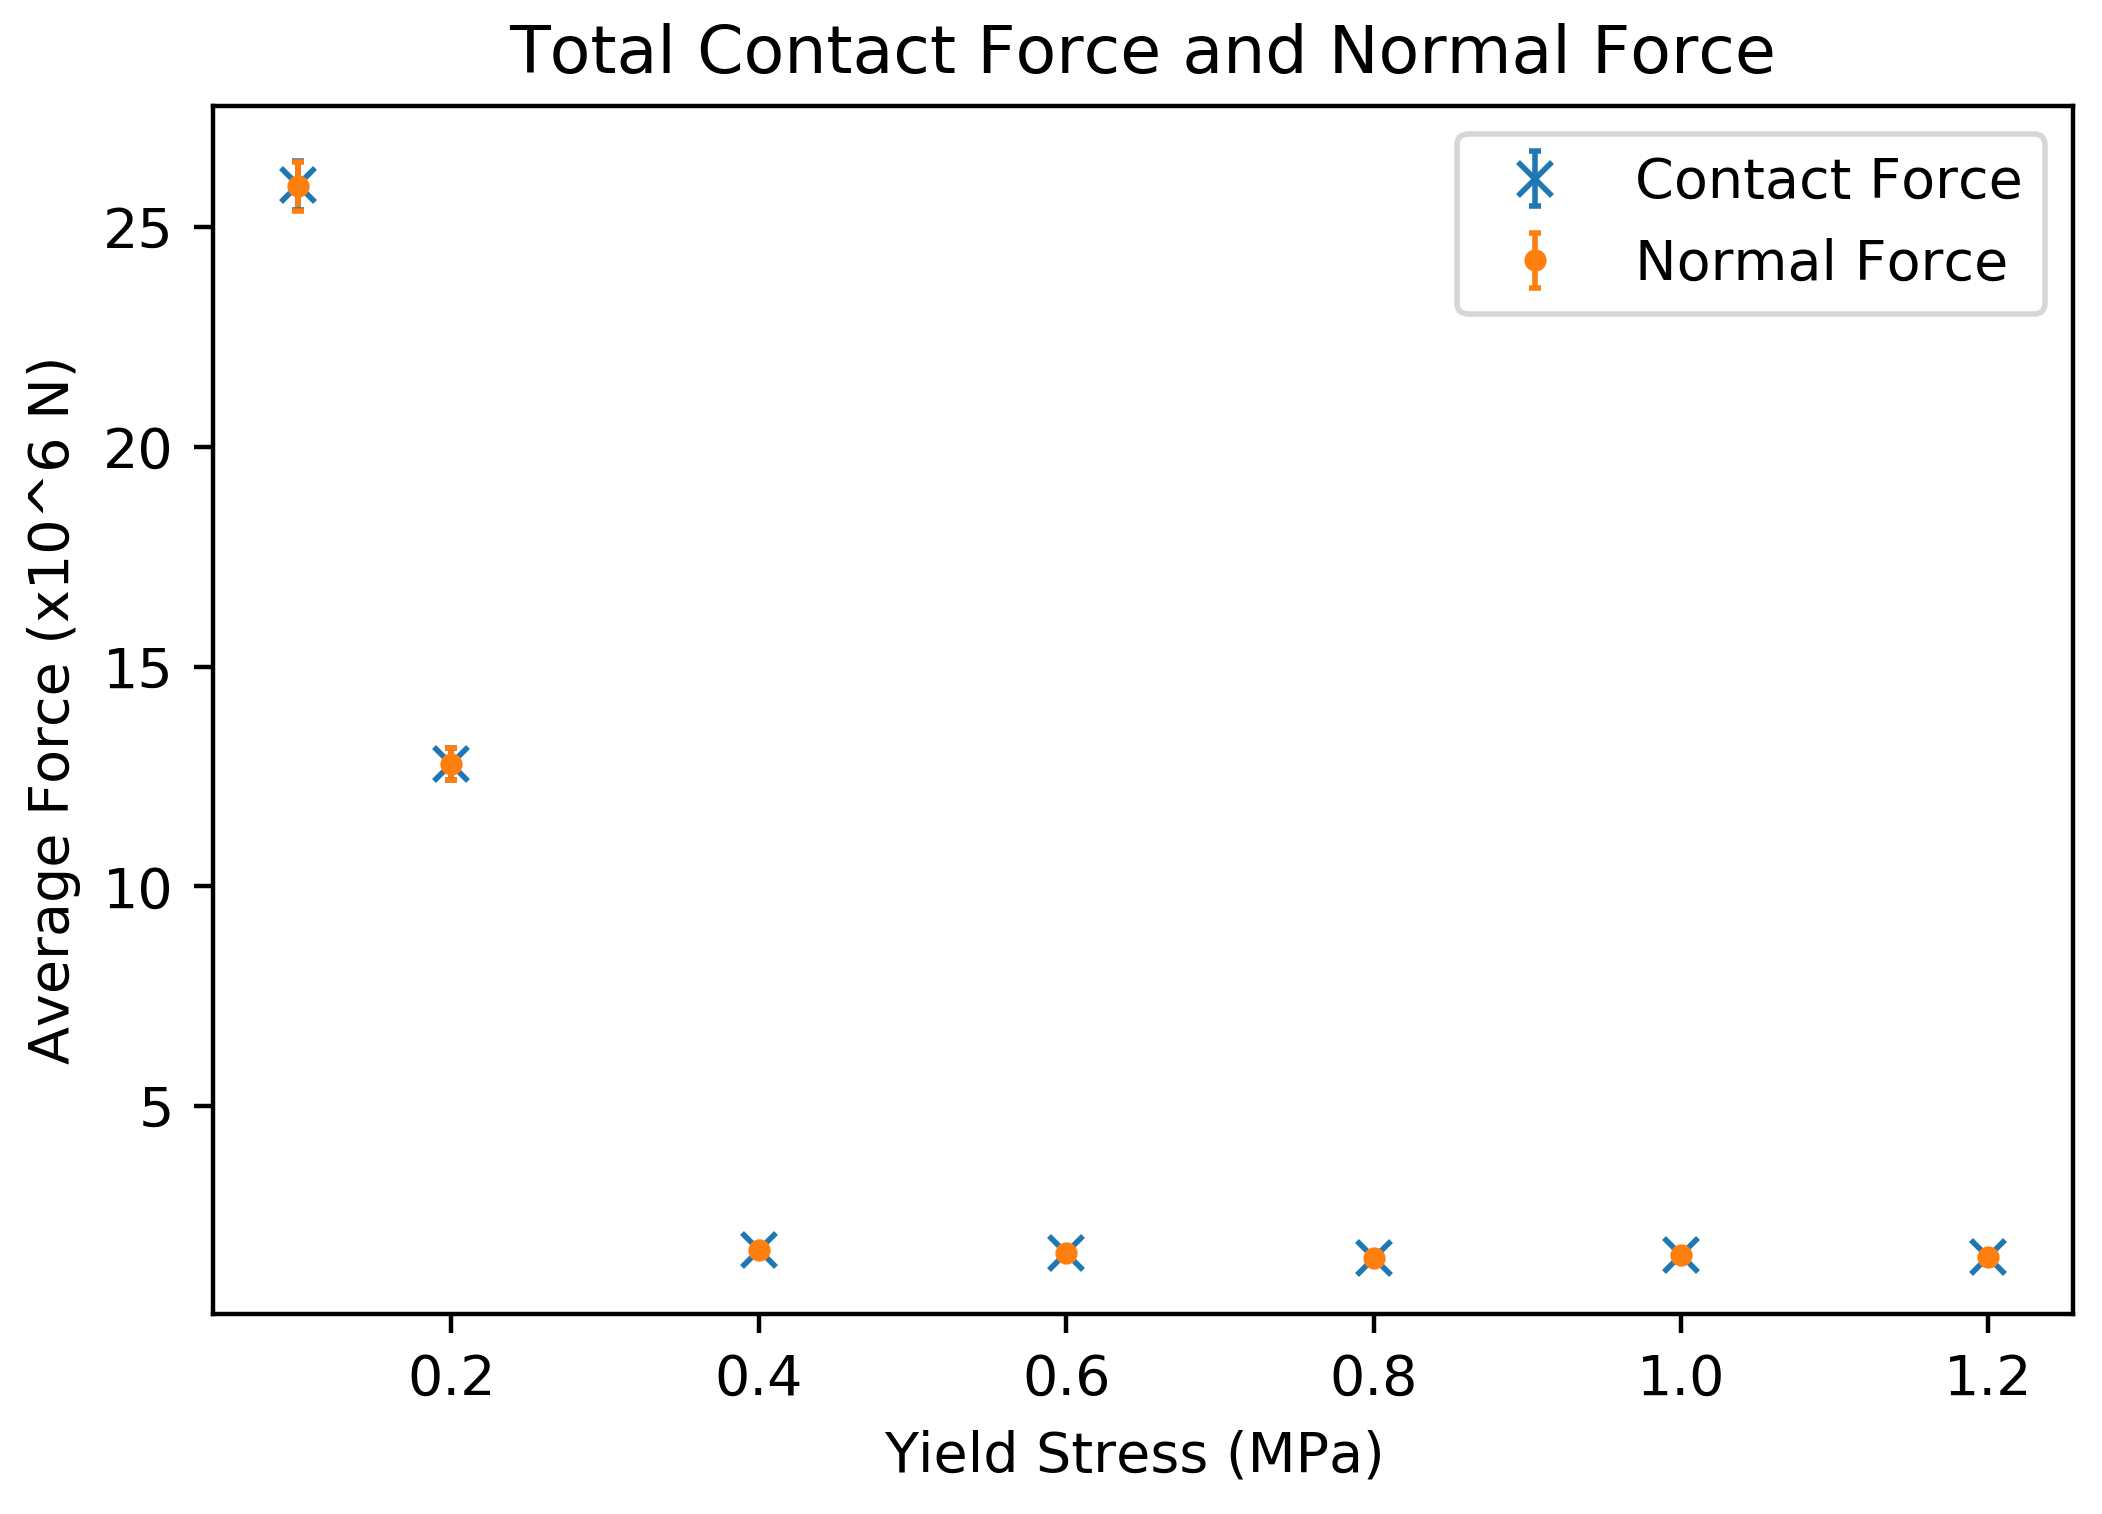 Total Contact Force and Normal Force
Contact Force
Normal Force
Average Force (x10^6 N)
25
20
15
10
5
0.2 0.4 0.6 0.8 1.0 1.2
Yield Stress (MPa)